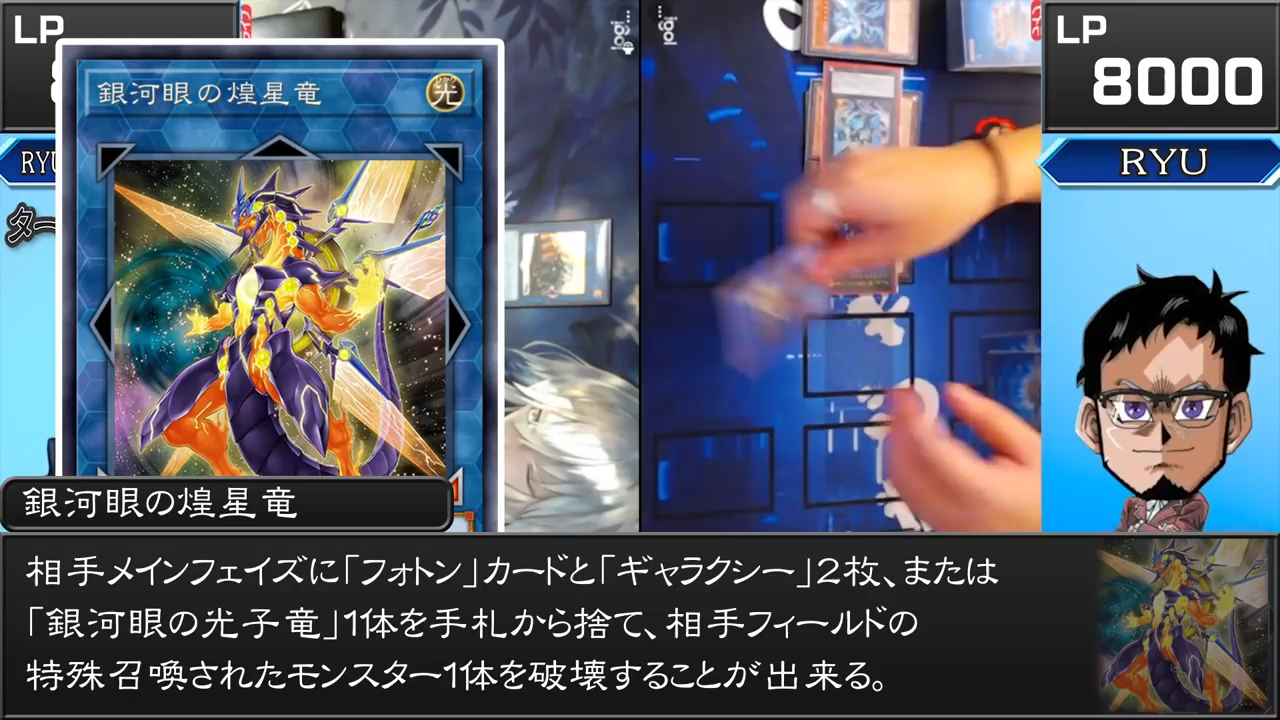 LP
LP
8000
RYU
RYU
ター
銀河眼の煌星竜
光
銀河眼の煌星竜
相手メインフェイズに「フォトン」カードと「ギャラクシー」2枚、または
「銀河眼の光子竜」1体を手札から捨て、相手フィールドの
特殊召喚されたモンスター1体を破壊することが出来る。